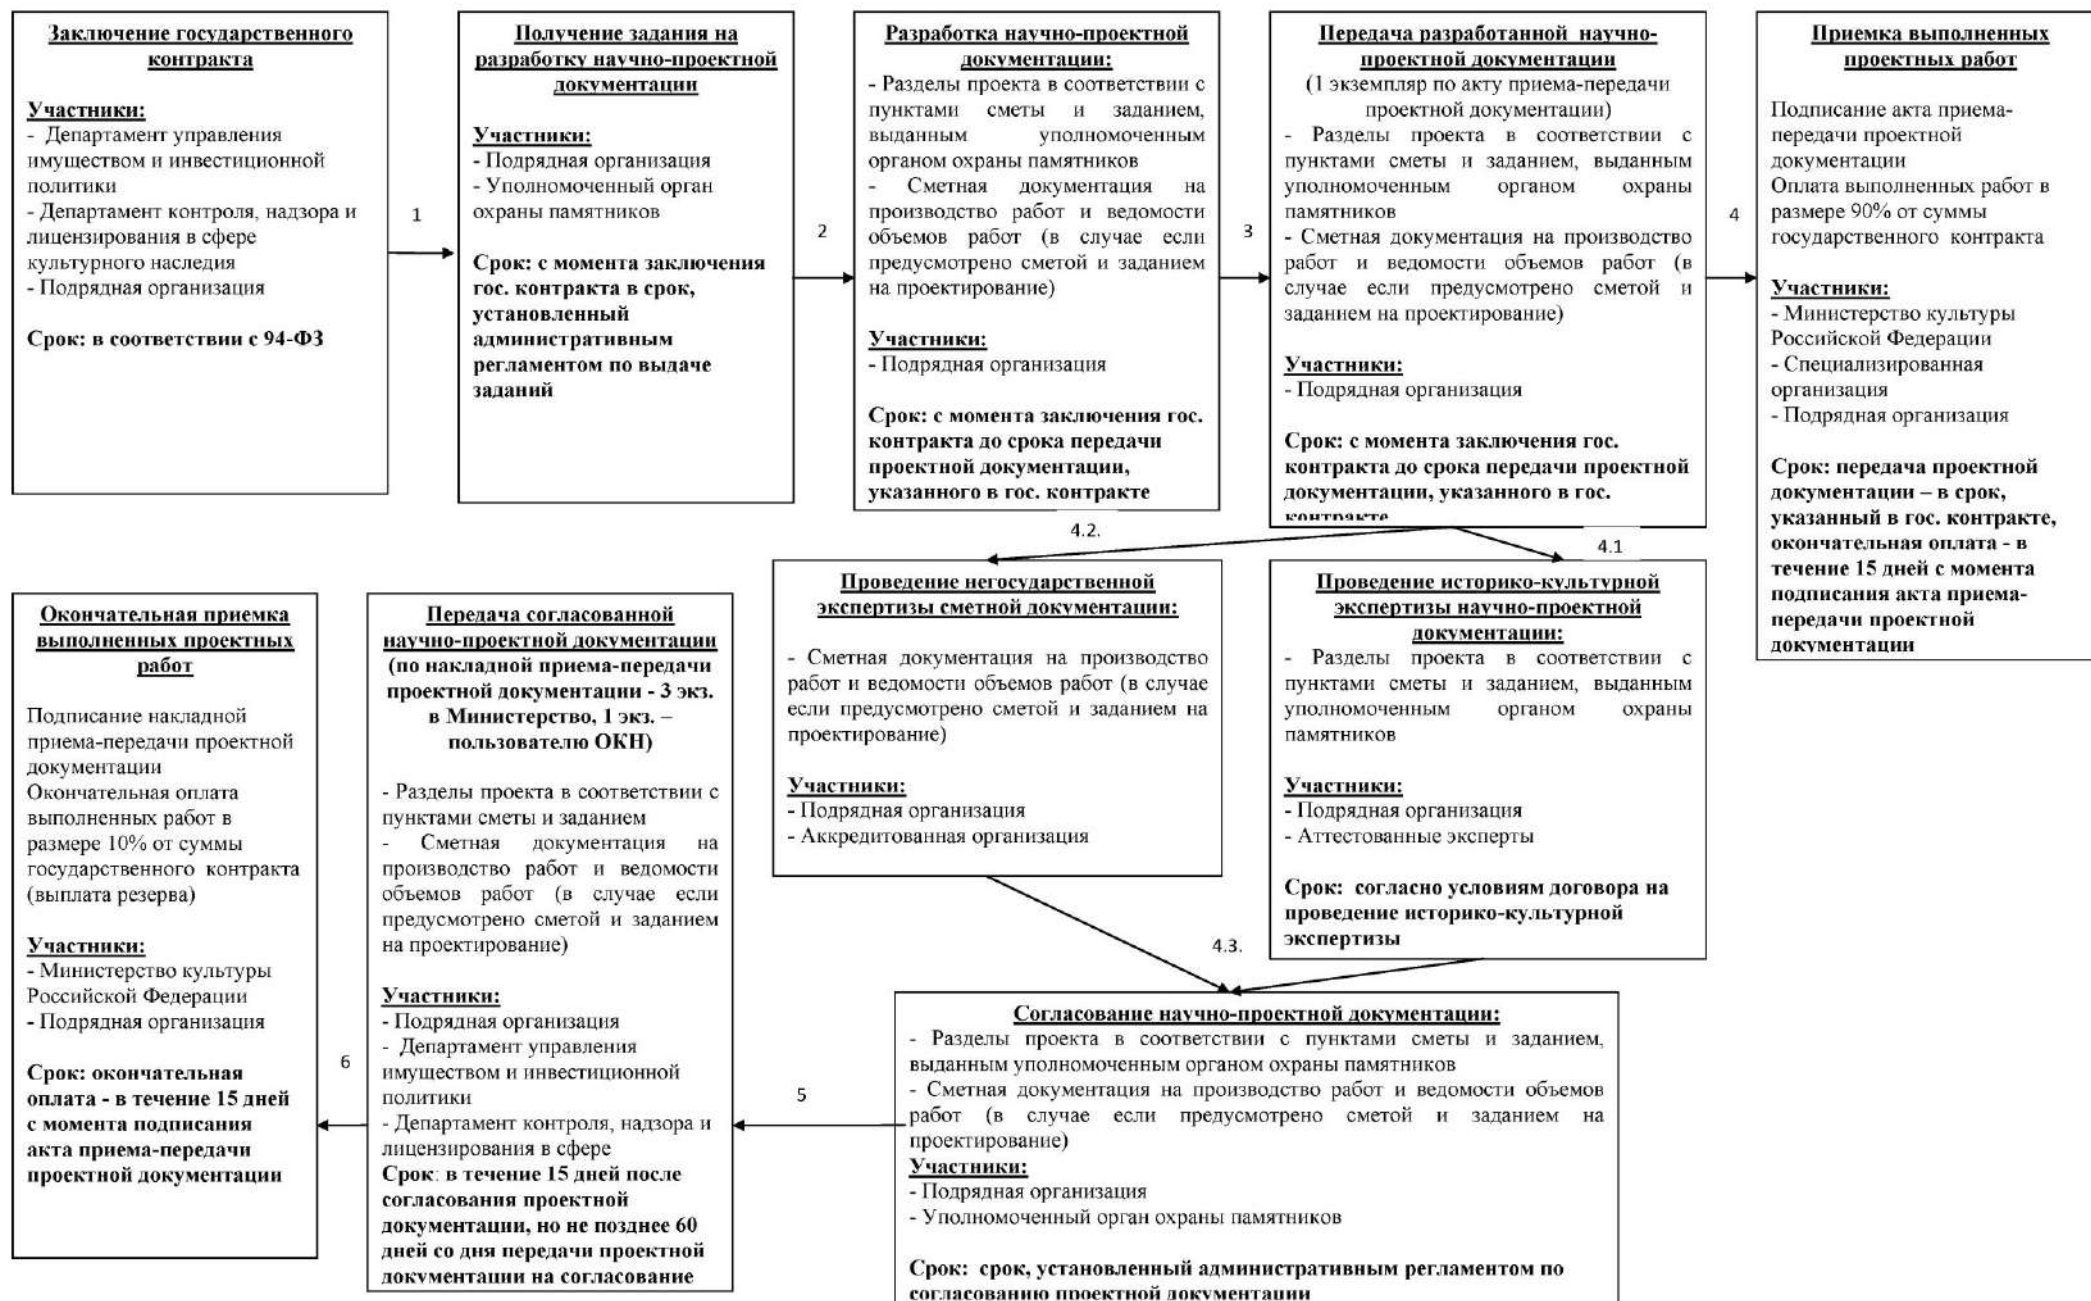 Заключение государственного
контракта
Участники:
- Департамент управления
имуществом и инвестиционной
политики
- Департамент контроля, надзора и
лицензирования в сфере
культурного наследия
- Подрядная организация
Срок: в соответствии с 94-ФЗ
1
Получение задания на
разработку научно-проектной
документации
Участники:
- Подрядная организация
- Уполномоченный орган
охраны памятников
Срок: с момента заключения
гос. контракта в срок,
установленный
административным
регламентом по выдаче
заданий
2
Разработка научно-проектной
документации:
- Разделы проекта в соответствии с
пунктами сметы и заданием,
выданным уполномоченным
органом охраны памятников
- Сметная документация на
производство работ и ведомости
объемов работ (в случае если
предусмотрено сметой и заданием
на проектирование)
Участники:
- Подрядная организация
Срок: с момента заключения гос.
контракта до срока передачи
проектной документации,
указанного в гос. контракте
3
Передача разработанной научно-
проектной документации
(1 экземпляр по акту приема-передачи
проектной документации)
- Разделы проекта в соответствии с
пунктами сметы и заданием, выданным
уполномоченным органом охраны
памятников
- Сметная документация на производство
работ и ведомости объемов работ (в
случае если предусмотрено сметой и
заданием на проектирование)
Участники:
- Подрядная организация
Срок: с момента заключения гос.
контракта до срока передачи проектной
документации, указанного в гос.
контракте
4
Приемка выполненных
проектных работ
Подписание акта приема-
передачи проектной
документации
Оплата выполненных работ в
размере 90% от суммы
государственного контракта
Участники:
- Министерство культуры
Российской Федерации
- Специализированная
организация
- Подрядная организация
Срок: передача проектной
документации – в срок,
указанный в гос. контракте,
окончательная оплата - в
течение 15 дней с момента
подписания акта приема-
передачи проектной
документации
4.2.
4.1
Проведение негосударственной
экспертизы сметной документации:
- Сметная документация на производство
работ и ведомости объемов работ (в случае
если предусмотрено сметой и заданием на
проектирование)
Участники:
- Подрядная организация
- Аккредитованная организация
Проведение историко-культурной
экспертизы научно-проектной
документации:
- Разделы проекта в соответствии с
пунктами сметы и заданием, выданным
уполномоченным органом охраны
памятников
Участники:
- Подрядная организация
- Аттестованные эксперты
Срок: согласно условиям договора на
проведение историко-культурной
экспертизы
4.3.
Согласование научно-проектной документации:
- Разделы проекта в соответствии с пунктами сметы и заданием,
выданным уполномоченным органом охраны памятников
- Сметная документация на производство работ и ведомости объемов
работ (в случае если предусмотрено сметой и заданием на
проектирование)
Участники:
- Подрядная организация
- Уполномоченный орган охраны памятников
Срок: срок, установленный административным регламентом по
согласованию проектной документации
5
Передача согласованной
научно-проектной документации
(по накладной приема-передачи
проектной документации - 3 экз.
в Министерство, 1 экз. –
пользователю ОКН)
- Разделы проекта в соответствии с
пунктами сметы и заданием
- Сметная документация на
производство работ и ведомости
объемов работ (в случае если
предусмотрено сметой и заданием
на проектирование)
Участники:
- Подрядная организация
- Департамент управления
имуществом и инвестиционной
политики
- Департамент контроля, надзора и
лицензирования в сфере
Срок: в течение 15 дней после
согласования проектной
документации, но не позднее 60
дней со дня передачи проектной
документации на согласование
6
Окончательная приемка
выполненных проектных
работ
Подписание накладной
приема-передачи проектной
документации
Окончательная оплата
выполненных работ в
размере 10% от суммы
государственного контракта
(выплата резерва)
Участники:
- Министерство культуры
Российской Федерации
- Подрядная организация
Срок: окончательная
оплата - в течение 15 дней
с момента подписания
акта приема-передачи
проектной документации